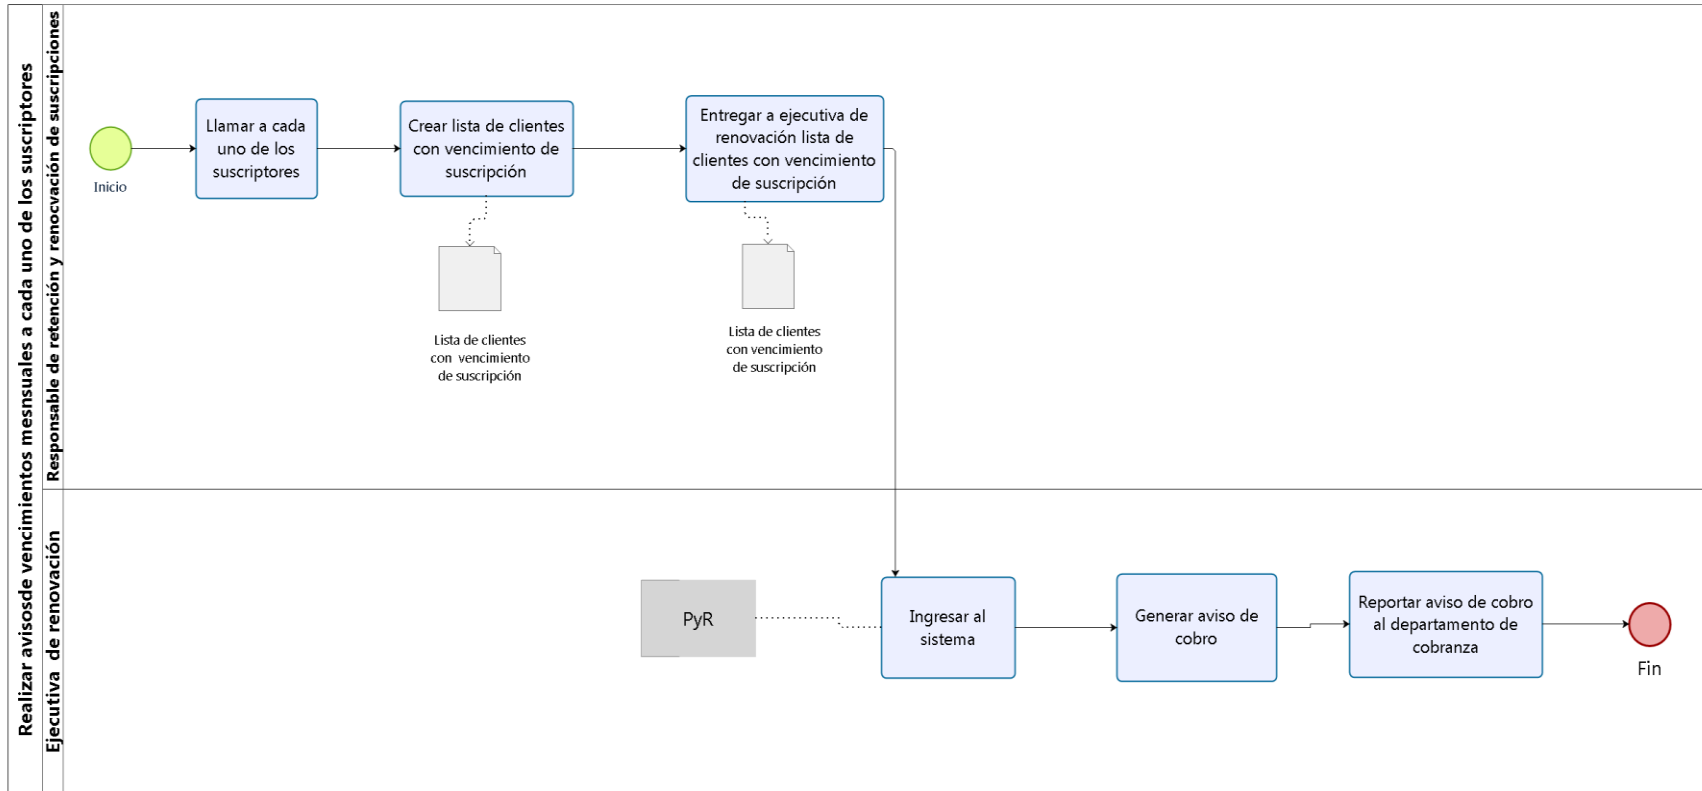 Realizar avisosde vencimientos mesnsuales a cada uno de los suscriptores
Responsable de retención y renocvación de suscripciones
Inicio
Llamar a cada
uno de los
suscriptores
Crear lista de clientes
con vencimiento de
suscripción
Entregar a ejecutiva de
renovación lista de
clientes con vencimiento
de suscripción
Lista de clientes
con vencimiento
de suscripción
Lista de clientes
con vencimiento
de suscripción
Ejecutiva de renovación
PyR
Ingresar al
sistema
Generar aviso de
cobro
Reportar aviso de cobro
al departamento de
cobranza
Fin